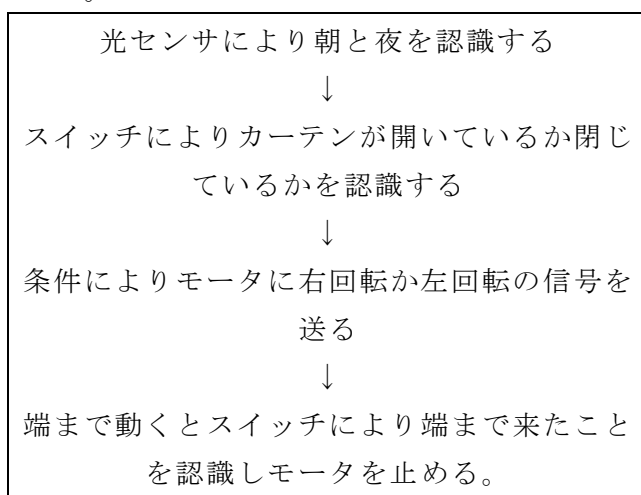 。
光センサにより朝と夜を認識する
↓
スイッチによりカーテンが開いているか閉じ
ているかを認識する
↓
条件によりモータに右回転か左回転の信号を
送る
↓
端まで動くとスイッチにより端まで来たこと
を認識しモータを止める。